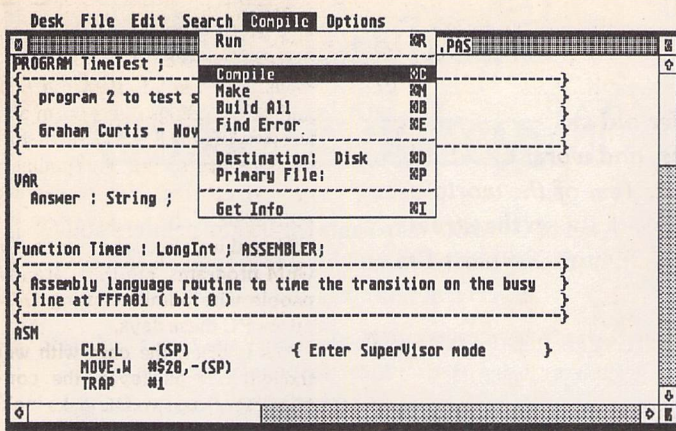 Desk File Edit Search Compile Options
.PAS
Run ⌘R
Compile ⌘C
Make ⌘M
Build All ⌘B
Find Error ⌘E
Destination: Disk ⌘D
Primary File: ⌘P
Get Info ⌘I
PROGRAM TimeTest ;
{----------------------}
{ program 2 to test s }
{ }
{ Graham Curtis - Nov }
{----------------------}
VAR
Answer : String ;
Function Timer : LongInt ; ASSEMBLER;
{----------------------}
{ Assembly language routine to time the transition on the busy }
{ line at FFFA01 ( bit 0 ) }
{----------------------}
ASM
CLR.L -(SP) { Enter SuperVisor mode }
MOVE.W #$20,-(SP)
TRAP #1